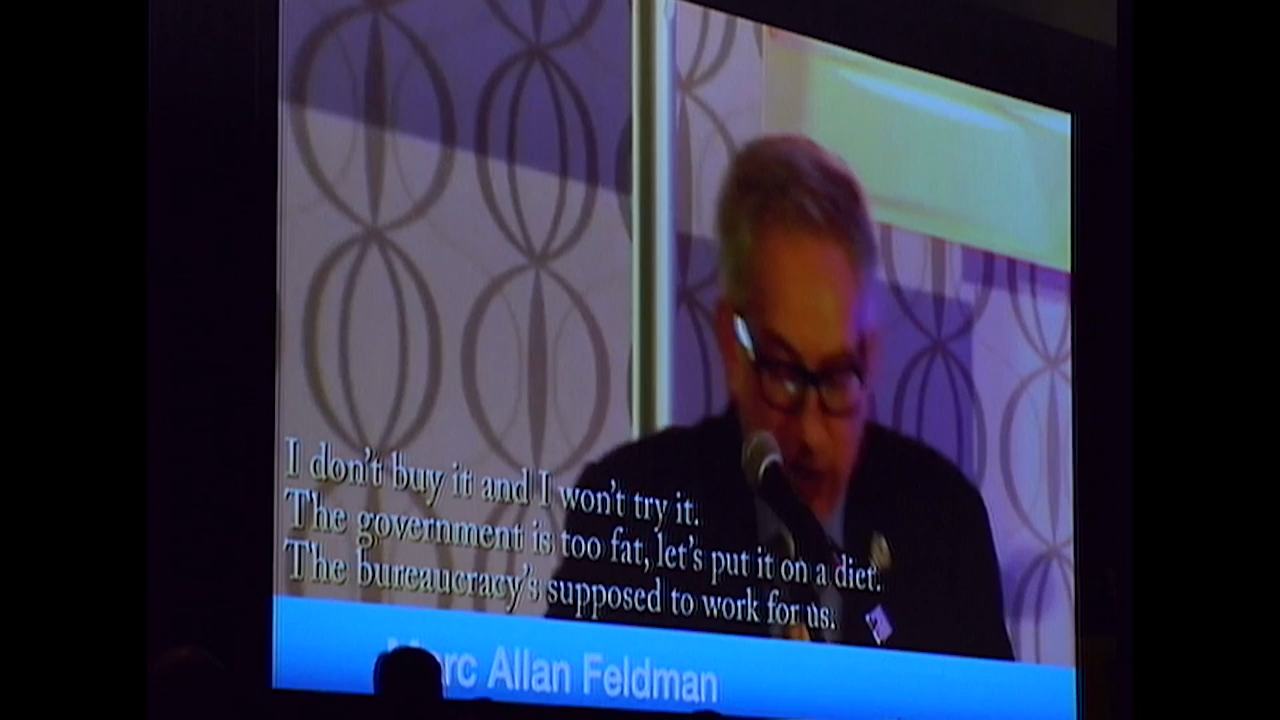 I don't buy it and I won't try it.
The government is too fat, let's put it on a diet.
The bureaucracy's supposed to work for us.
Marc Allan Feldman